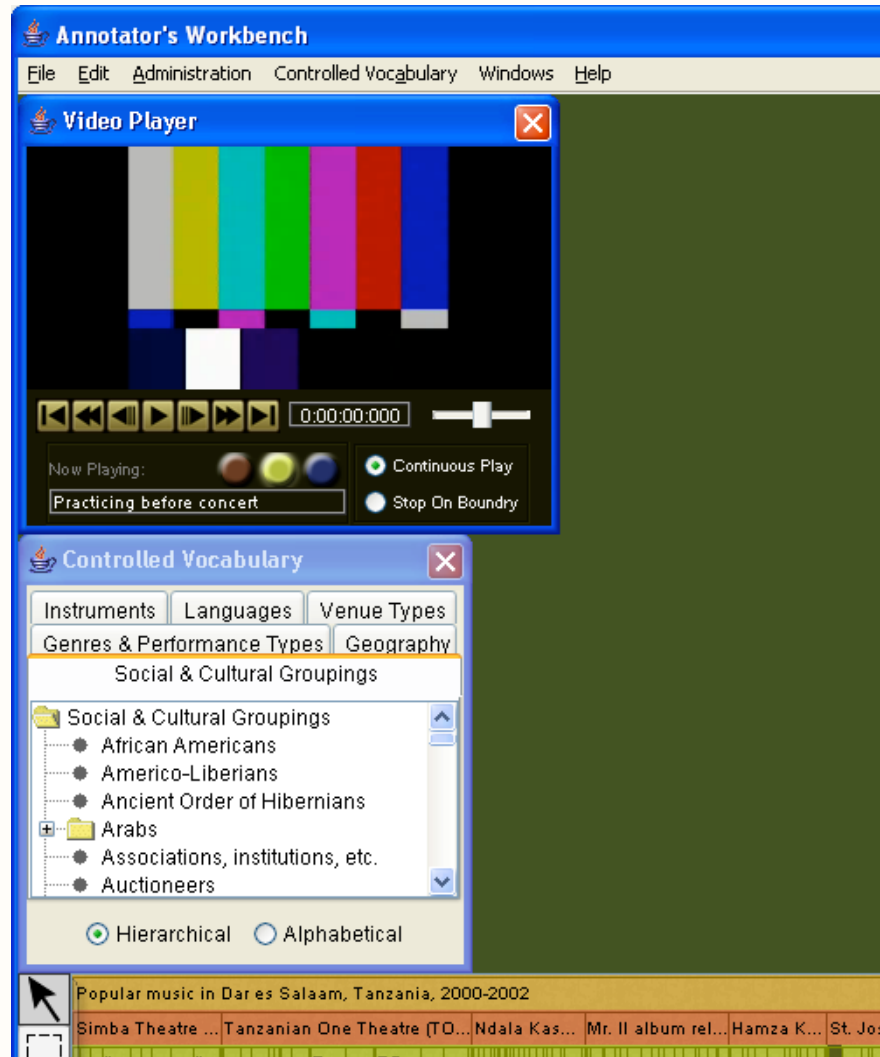 Annotator's Workbench
File Edit Administration Controlled Vocabulary Windows Help
Video Player
0:00:00:000
Now Playing:
Continuous Play
Practicing before concert
Stop On Boundry
Controlled Vocabulary
Instruments Languages Venue Types
Genres & Performance Types Geography
Social & Cultural Groupings
Social & Cultural Groupings
African Americans
Americo-Liberians
Ancient Order of Hibernians
Arabs
Associations, institutions, etc.
Auctioneers
Hierarchical Alphabetical
Popular music in Dar es Salaam, Tanzania, 2000-2002
Simba Theatre ... Tanzanian One Theatre (TO... Ndala Kas... Mr. II album rel... Hamza K... St. Jos